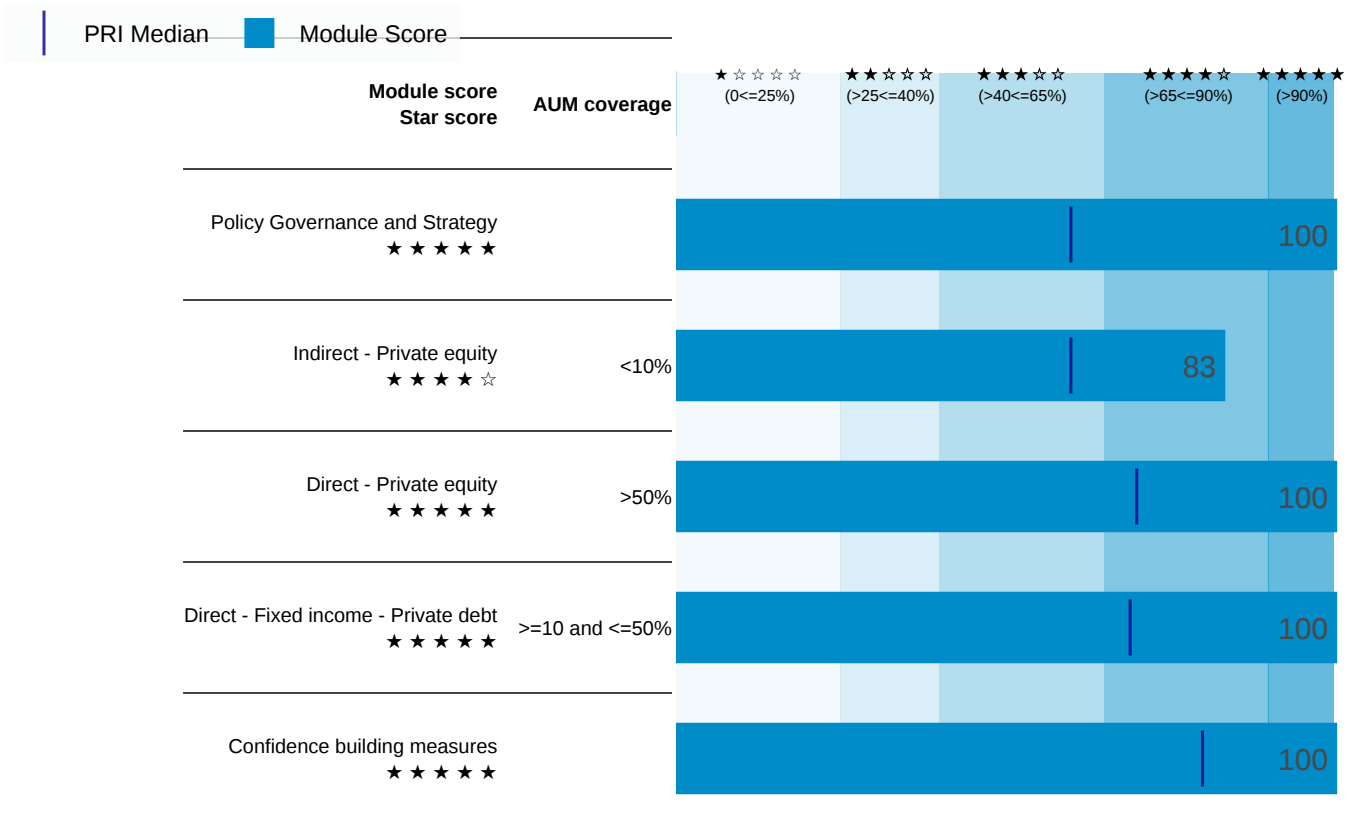 PRI Median Module Score
★☆☆☆☆ ★★☆☆☆ ★★★☆☆ ★★★★☆ ★★★★★
(0<=25%) (>25<=40%) (>40<=65%) (>65<=90%) (>90%)
Module score
Star score
AUM coverage
Policy Governance and Strategy
★★★★★
100
Indirect - Private equity
★★★★☆
<10%
83
Direct - Private equity
★★★★★
>50%
100
Direct - Fixed income - Private debt
★★★★★
>=10 and <=50%
100
Confidence building measures
★★★★★
100